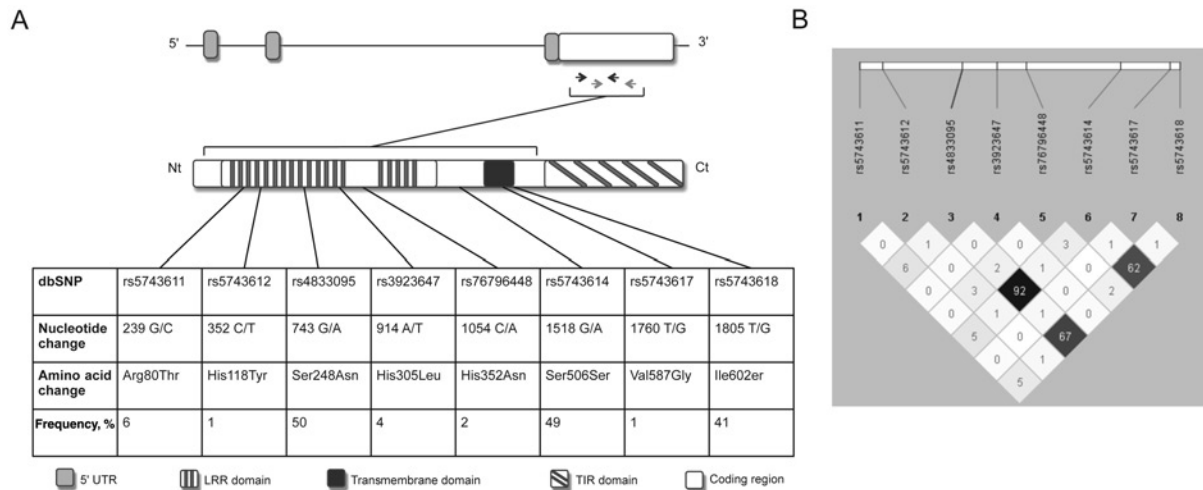 A
5'
3'
Nt
Ct
dbSNP rs5743611 rs5743612 rs4833095 rs3923647 rs76796448 rs5743614 rs5743617 rs5743618
Nucleotide change 239 G/C 352 C/T 743 G/A 914 A/T 1054 C/A 1518 G/A 1760 T/G 1805 T/G
Amino acid change Arg80Thr His118Tyr Ser248Asn His305Leu His352Asn Ser506Ser Val587Gly Ile602er
Frequency, % 6 1 50 4 2 49 1 41
5' UTR LRR domain Transmembrane domain TIR domain Coding region
B
rs5743611 rs5743612 rs4833095 rs3923647 rs76796448 rs5743614 rs5743617 rs5743618
1 2 3 4 5 6 7 8
0 1 0 0 3 1 1
6 0 2 1 0 62
0 3 92 0 2
0 1 1 0
5 0 67
0 1
5